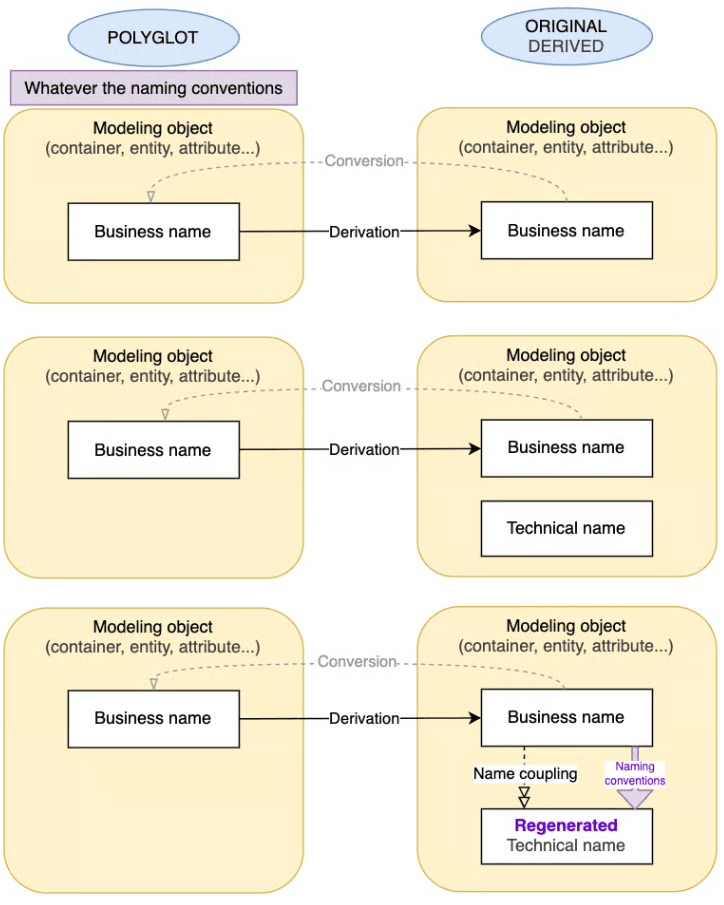 POLYGLOT
ORIGINAL
DERIVED
Whatever the naming conventions
Modeling object
(container, entity, attribute...)
Modeling object
(container, entity, attribute...)
Conversion
Business name
Derivation
Business name
Modeling object
(container, entity, attribute...)
Modeling object
(container, entity, attribute...)
Conversion
Business name
Derivation
Business name
Technical name
Modeling object
(container, entity, attribute...)
Modeling object
(container, entity, attribute...)
Conversion
Business name
Derivation
Business name
Name coupling
Naming
conventions
Regenerated
Technical name